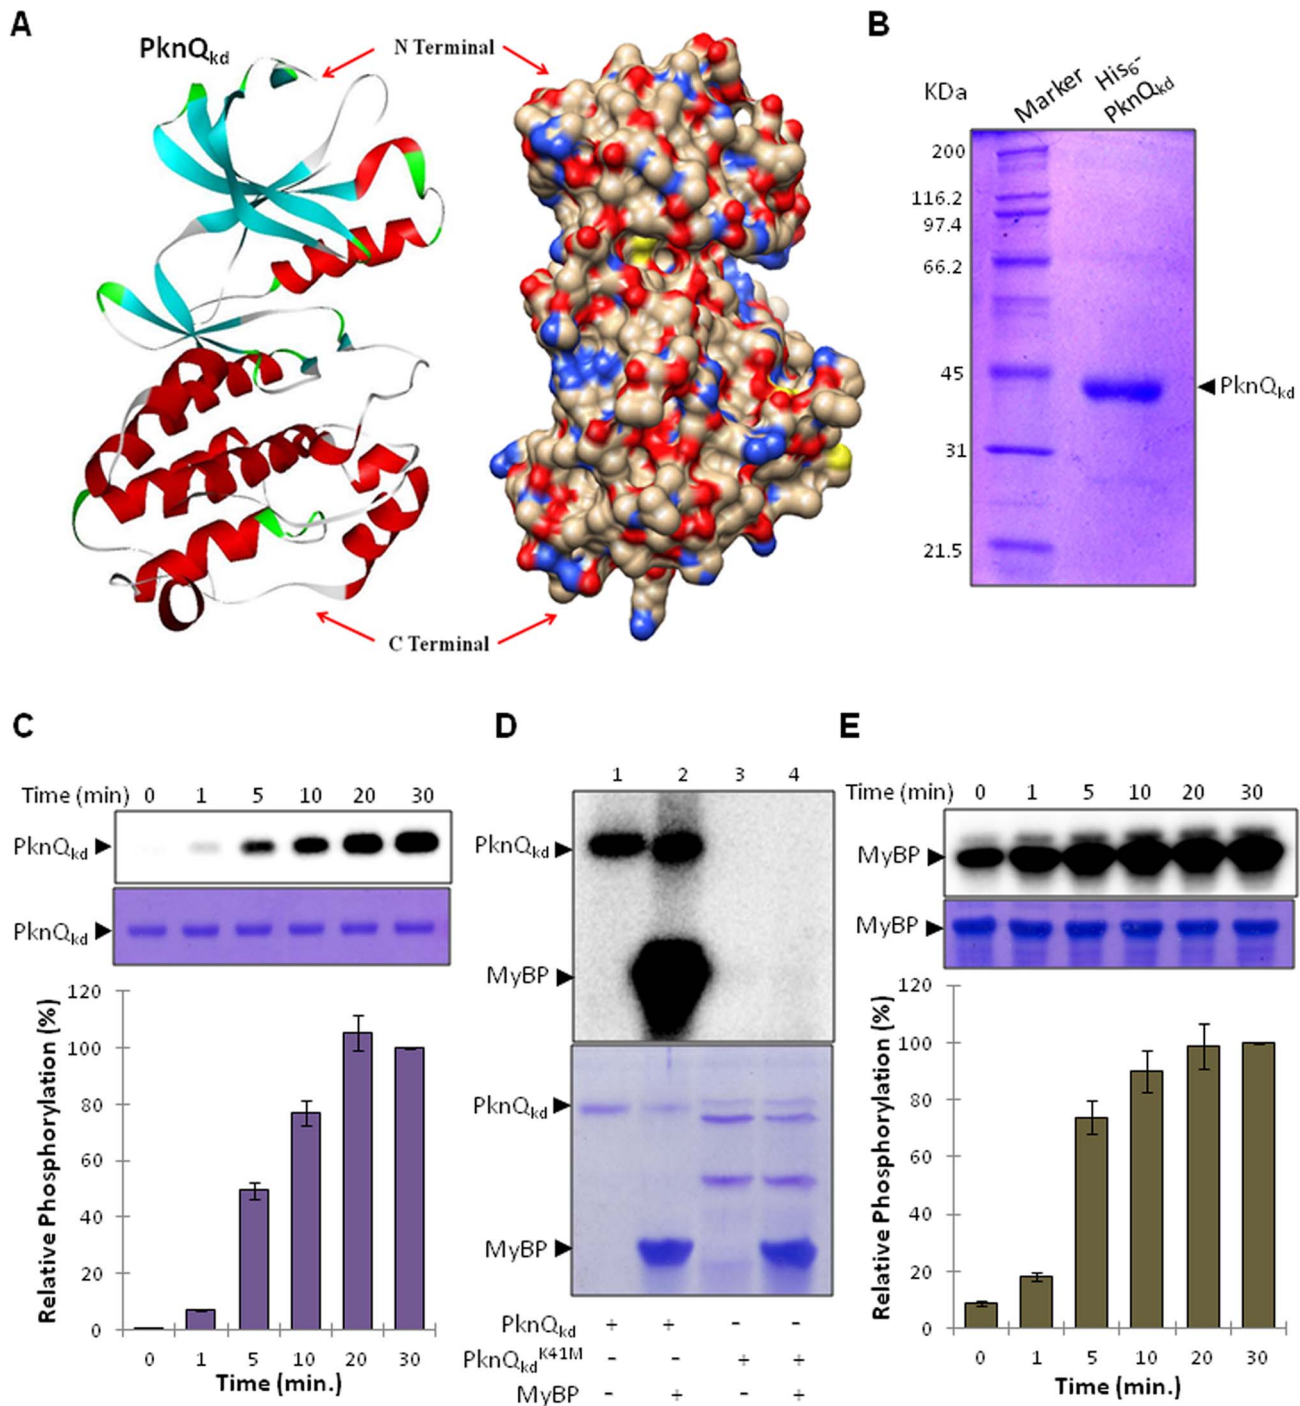 A
PknQkd
N Terminal
C Terminal
B
KDa
Marker
His6-
PknQkd
200
116.2
97.4
66.2
45
31
21.5
PknQkd
C
Time (min) 0 1 5 10 20 30
PknQkd
PknQkd
Relative Phosphorylation (%)
120
100
80
60
40
20
0
0 1 5 10 20 30
Time (min.)
D
1 2 3 4
PknQkd
MyBP
PknQkd
MyBP
PknQkd + + - -
PknQkd K41M - - + +
MyBP - + - +
E
Time (min) 0 1 5 10 20 30
MyBP
MyBP
Relative Phosphorylation (%)
120
100
80
60
40
20
0
0 1 5 10 20 30
Time (min.)